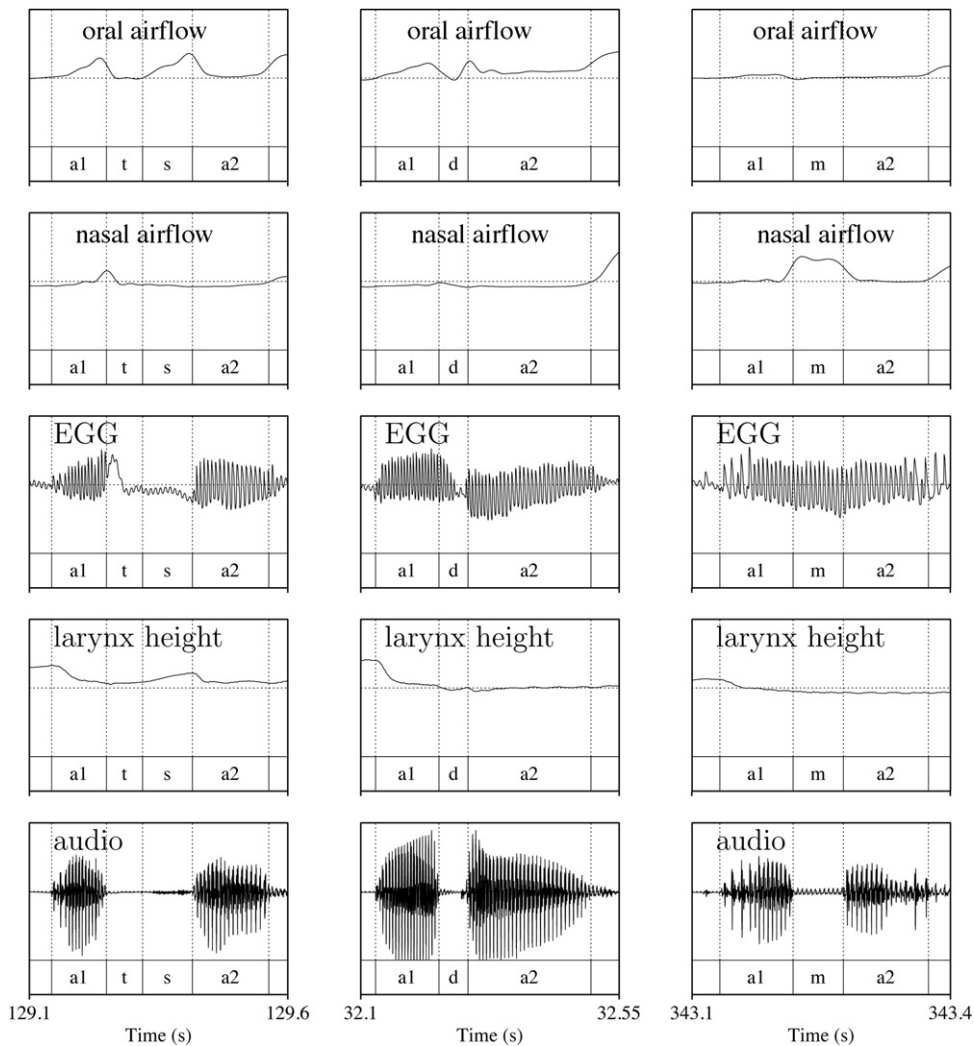 oral airflow oral airflow oral airflow
a1 t s a2 a1 d a2 a1 m a2
nasal airflow nasal airflow nasal airflow
a1 t s a2 a1 d a2 a1 m a2
EGG EGG EGG
a1 t s a2 a1 d a2 a1 m a2
larynx height larynx height larynx height
a1 t s a2 a1 d a2 a1 m a2
audio audio
a1 t s a2 a1 d a2 a1 m a2
129.1 129.6 32.1 32.55 343.1 343.4
Time (s) Time (s) Time (s)